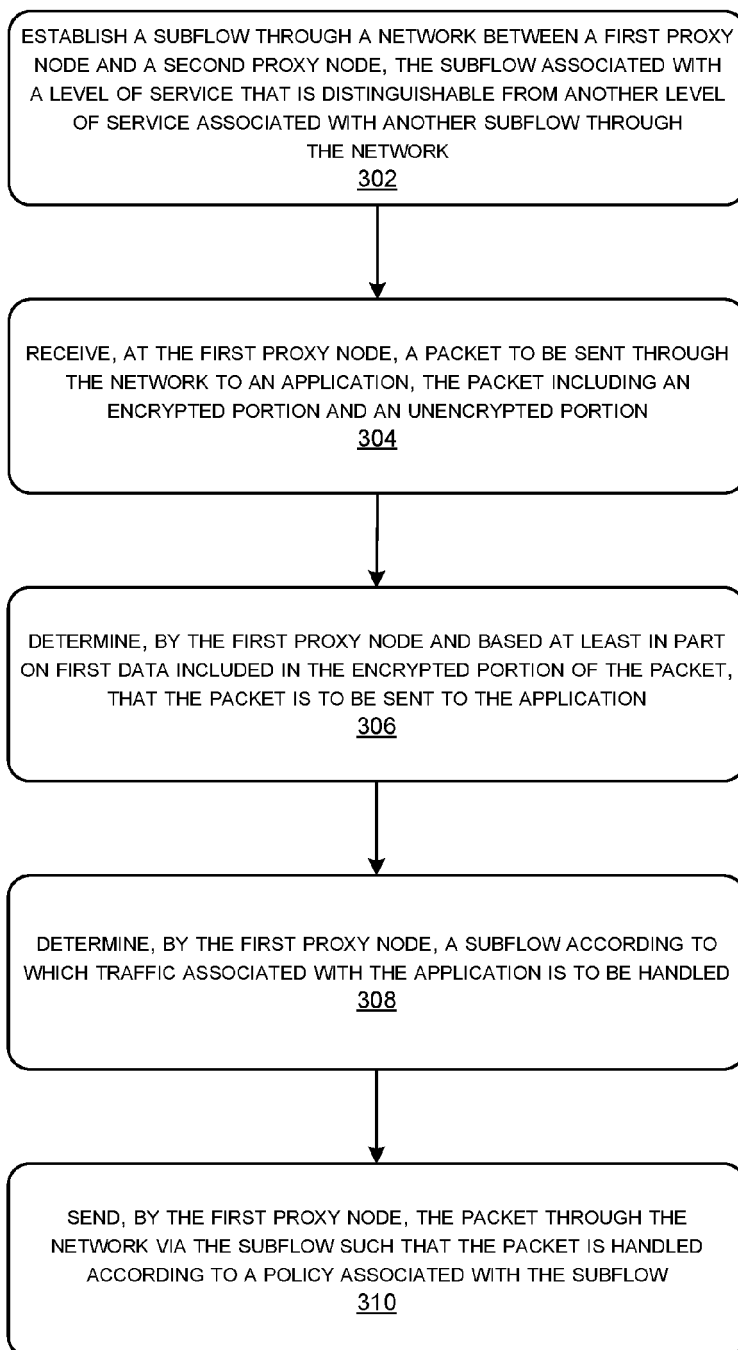 ESTABLISH A SUBFLOW THROUGH A NETWORK BETWEEN A FIRST PROXY
NODE AND A SECOND PROXY NODE, THE SUBFLOW ASSOCIATED WITH
A LEVEL OF SERVICE THAT IS DISTINGUISHABLE FROM ANOTHER LEVEL
OF SERVICE ASSOCIATED WITH ANOTHER SUBFLOW THROUGH
THE NETWORK
302
RECEIVE, AT THE FIRST PROXY NODE, A PACKET TO BE SENT THROUGH
THE NETWORK TO AN APPLICATION, THE PACKET INCLUDING AN
ENCRYPTED PORTION AND AN UNENCRYPTED PORTION
304
DETERMINE, BY THE FIRST PROXY NODE AND BASED AT LEAST IN PART
ON FIRST DATA INCLUDED IN THE ENCRYPTED PORTION OF THE PACKET,
THAT THE PACKET IS TO BE SENT TO THE APPLICATION
306
DETERMINE, BY THE FIRST PROXY NODE, A SUBFLOW ACCORDING TO
WHICH TRAFFIC ASSOCIATED WITH THE APPLICATION IS TO BE HANDLED
308
SEND, BY THE FIRST PROXY NODE, THE PACKET THROUGH THE
NETWORK VIA THE SUBFLOW SUCH THAT THE PACKET IS HANDLED
ACCORDING TO A POLICY ASSOCIATED WITH THE SUBFLOW
310